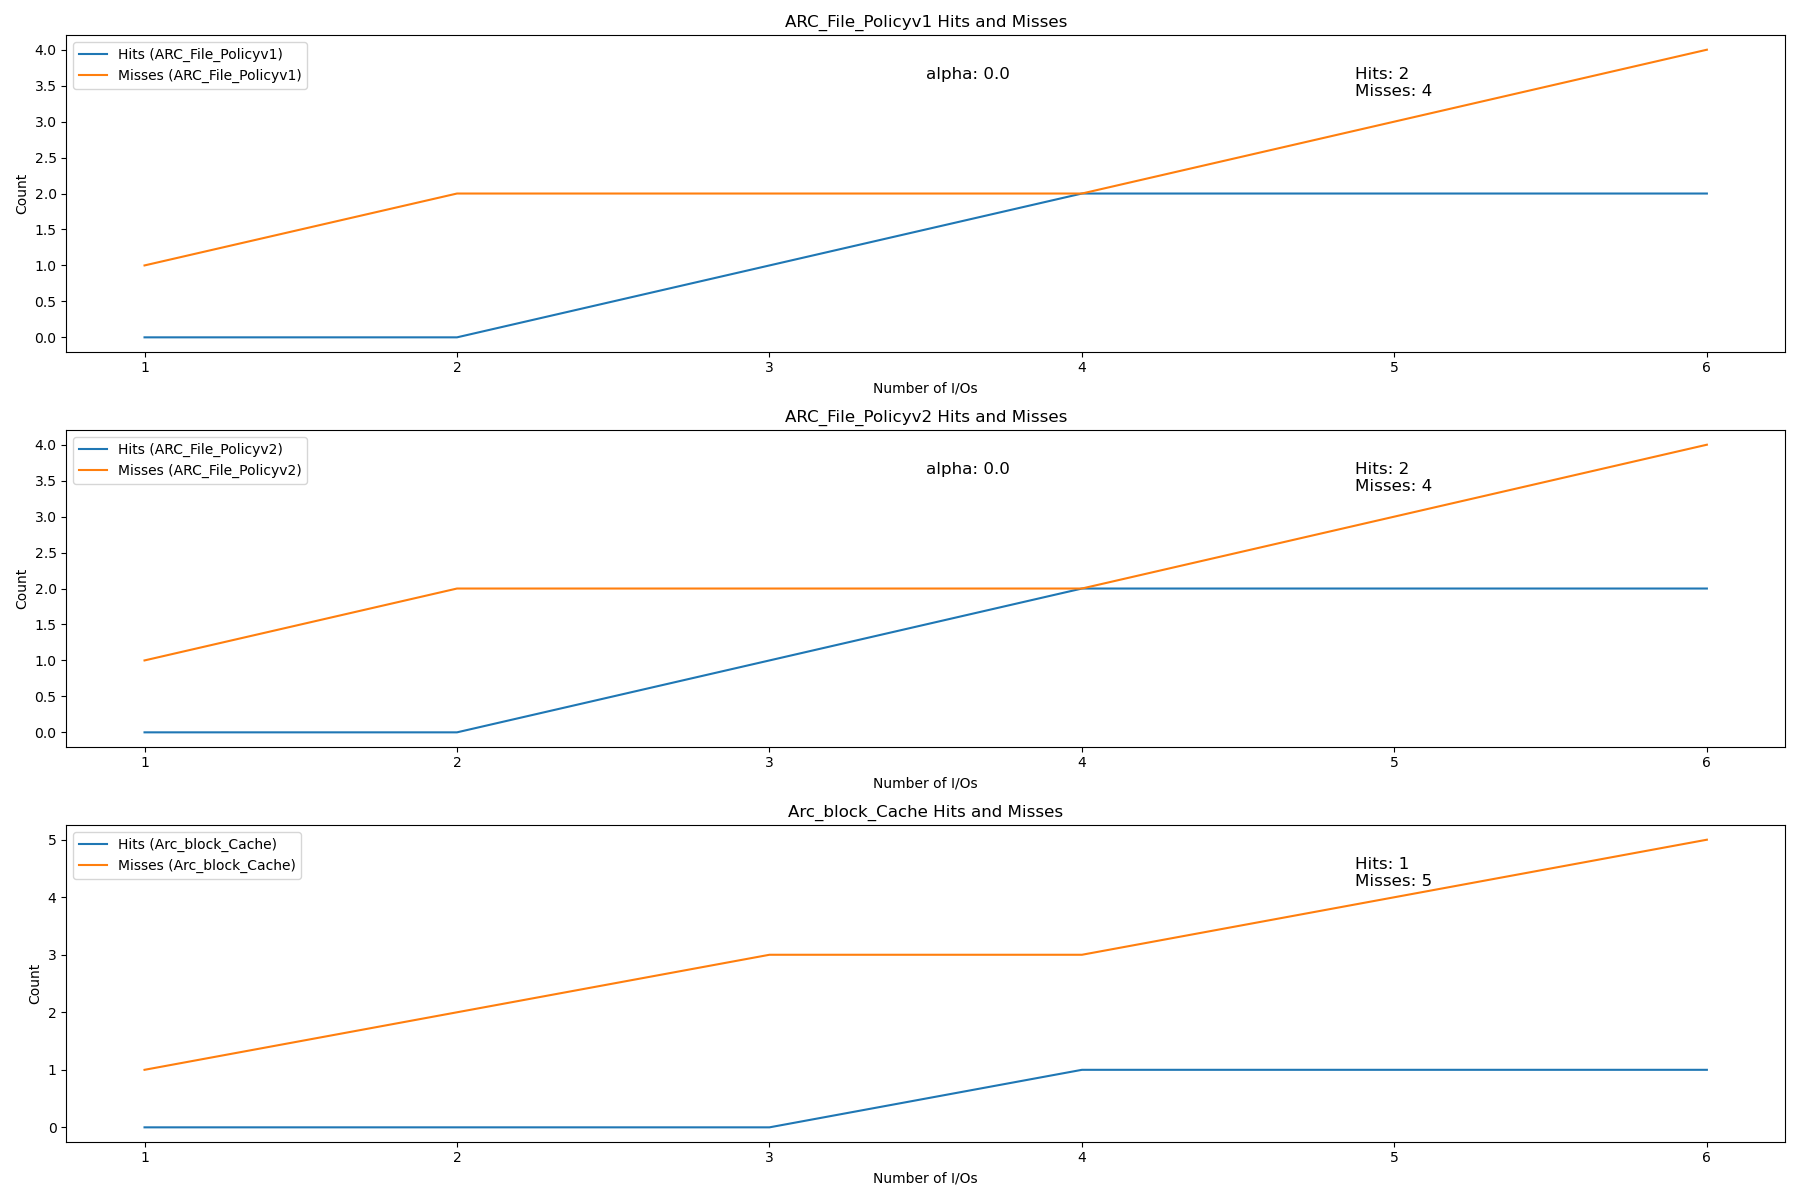 ARC_File_Policyv1 Hits and Misses
Hits (ARC_File_Policyv1)
Misses (ARC_File_Policyv1)
alpha: 0.0
Hits: 2
Misses: 4
4.0
3.5
3.0
2.5
2.0
1.5
1.0
0.5
0.0
Count
1 2 3 4 5 6
Number of I/Os
ARC_File_Policyv2 Hits and Misses
Hits (ARC_File_Policyv2)
Misses (ARC_File_Policyv2)
alpha: 0.0
Hits: 2
Misses: 4
4.0
3.5
3.0
2.5
2.0
1.5
1.0
0.5
0.0
Count
1 2 3 4 5 6
Number of I/Os
Arc_block_Cache Hits and Misses
Hits (Arc_block_Cache)
Misses (Arc_block_Cache)
Hits: 1
Misses: 5
5
4
3
2
1
0
Count
1 2 3 4 5 6
Number of I/Os